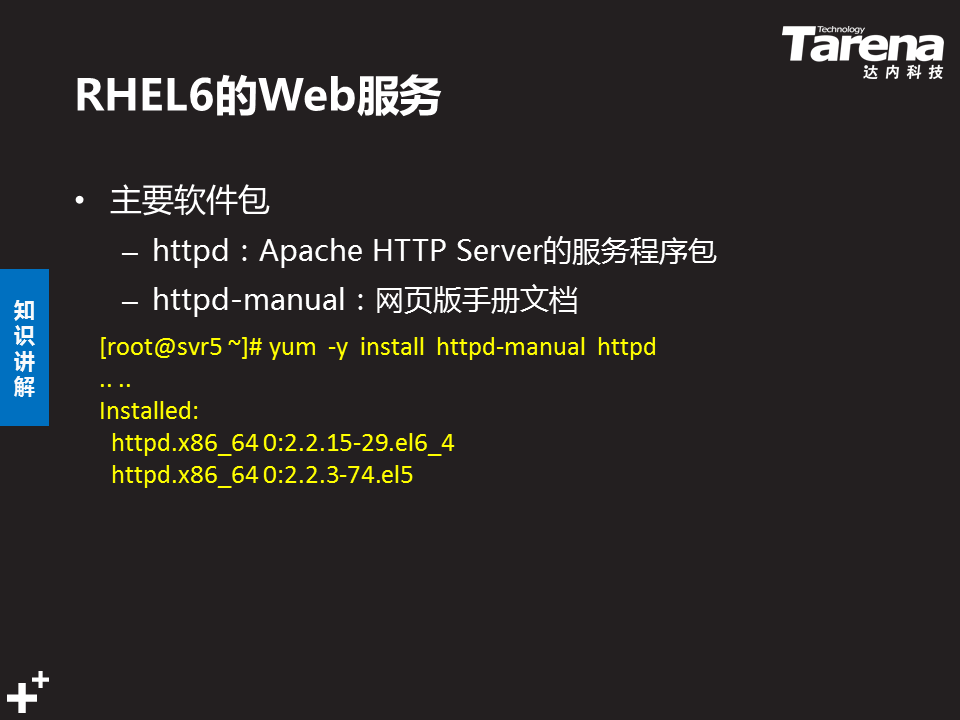 Technology
Tarena
达内科技
RHEL6的Web服务
• 主要软件包
– httpd：Apache HTTP Server的服务程序包
– httpd-manual：网页版手册文档
知识讲解
[root@svr5 ~]# yum  -y  install  httpd-manual  httpd
.. ..
Installed:
  httpd.x86_64 0:2.2.15-29.el6_4
  httpd.x86_64 0:2.2.3-74.el5